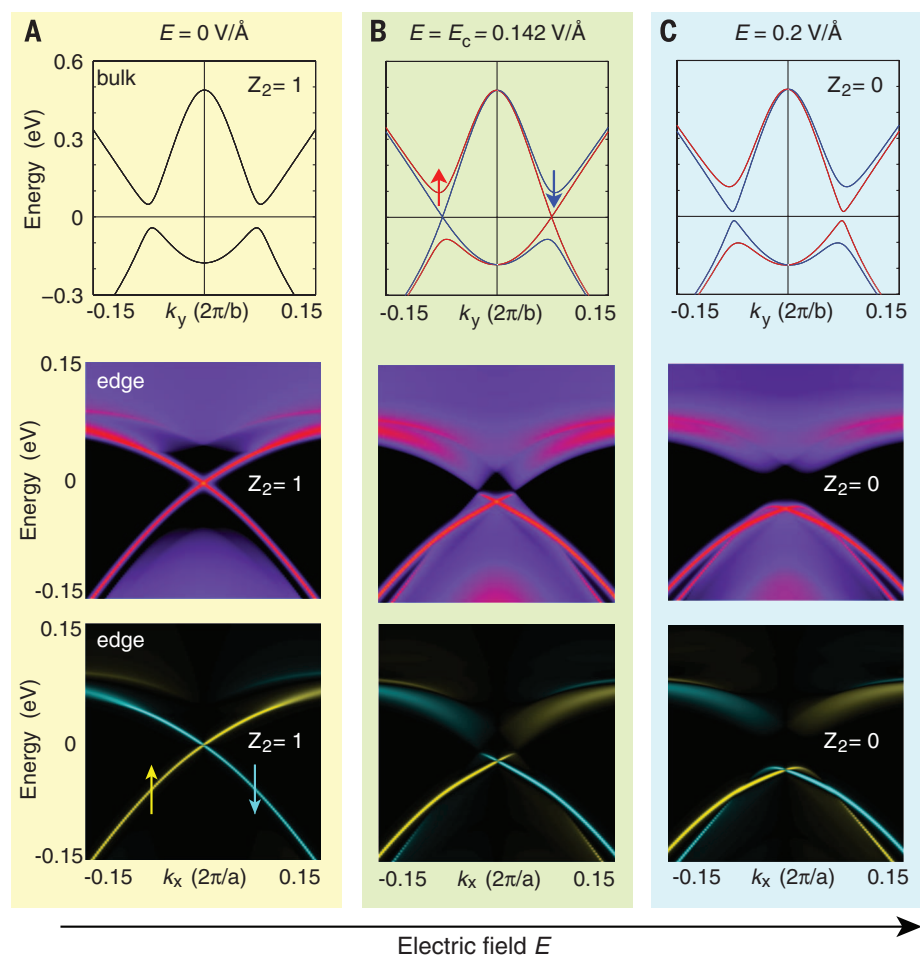 A E = 0 V/Å
B E = Ec = 0.142 V/Å
C E = 0.2 V/Å
0.6
0.3
0
−0.3
Energy (eV)
bulk
Z2 = 1
Z2 = 0
-0.15 ky (2π/b) 0.15
-0.15 ky (2π/b) 0.15
-0.15 ky (2π/b) 0.15
0.15
0
-0.15
Energy (eV)
edge
Z2 = 1
Z2 = 0
0.15
0
-0.15
Energy (eV)
edge
Z2 = 1
Z2 = 0
-0.15 kx (2π/a) 0.15
-0.15 kx (2π/a) 0.15
-0.15 kx (2π/a) 0.15
Electric field E